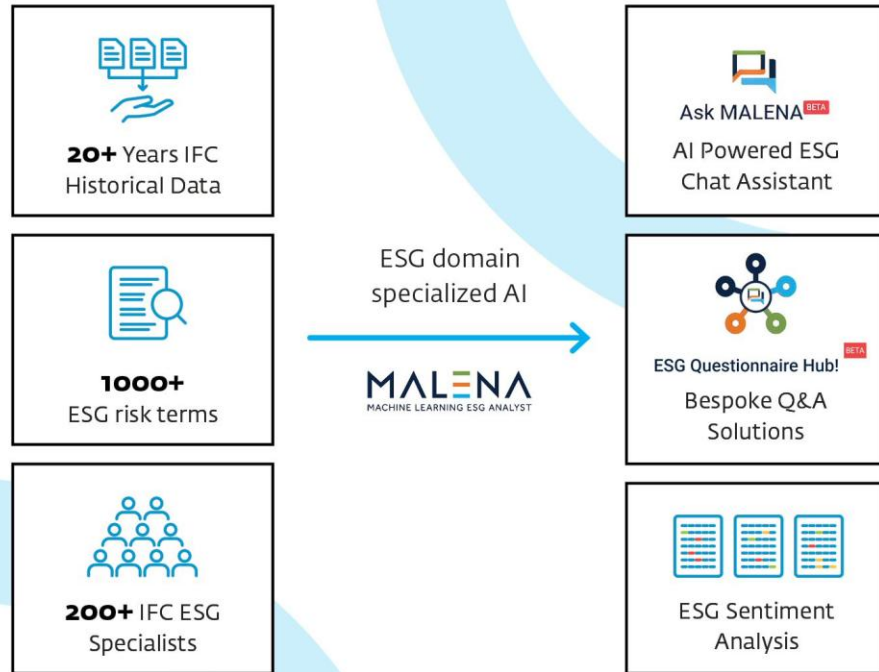 20+ Years IFC
Historical Data
1000+
ESG risk terms
200+ IFC ESG
Specialists
ESG domain
specialized AI
MALENA
MACHINE LEARNING ESG ANALYST
Ask MALENA BETA
AI Powered ESG
Chat Assistant
BETA
ESG Questionnaire Hub!
Bespoke Q&A
Solutions
ESG Sentiment
Analysis